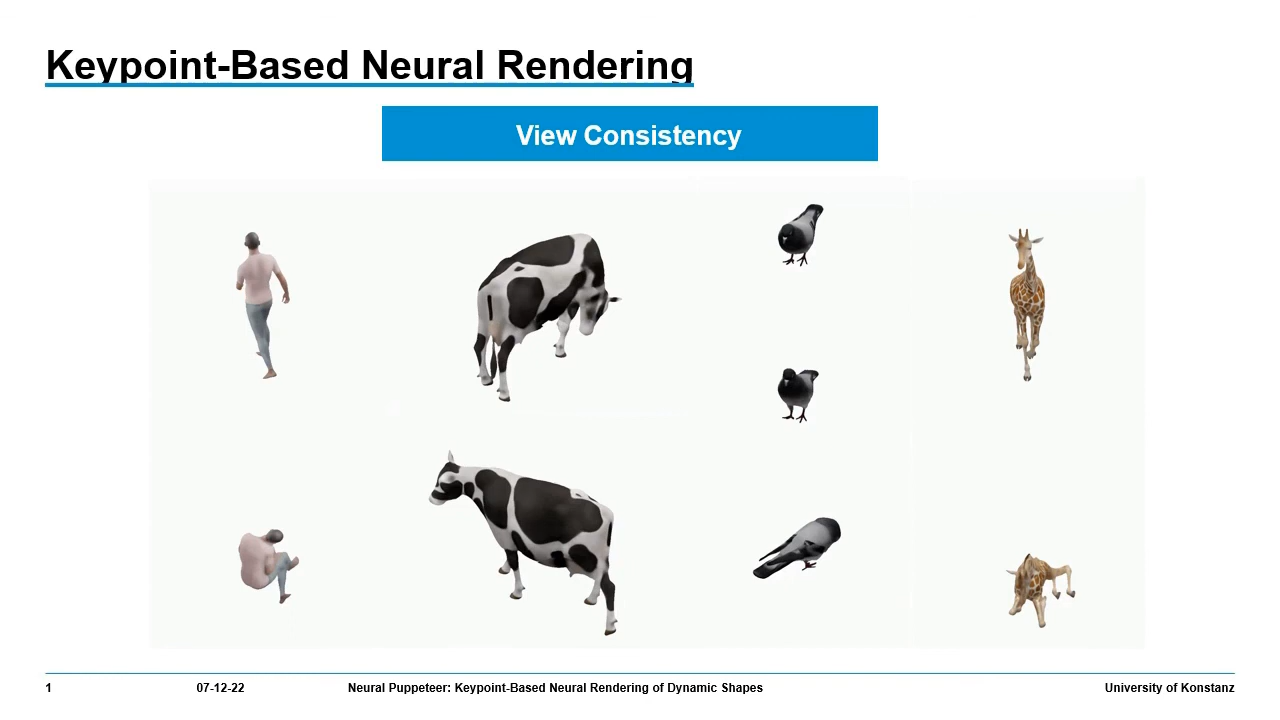 Keypoint-Based Neural Rendering
View Consistency
1 07-12-22 Neural Puppeteer: Keypoint-Based Neural Rendering of Dynamic Shapes University of Konstanz